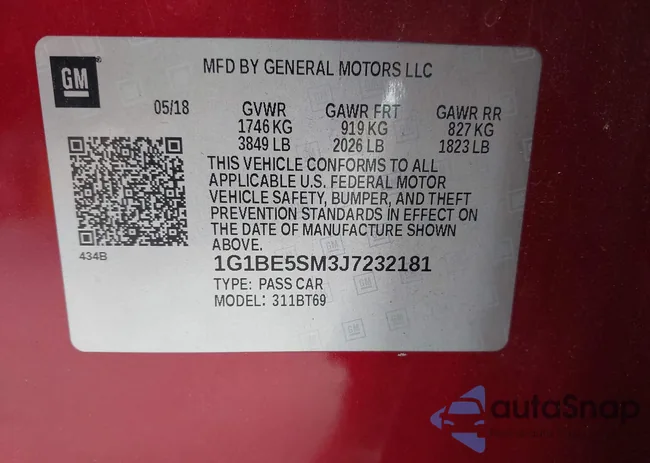 GM
MFD BY GENERAL MOTORS LLC
05/18 GVWR GAWR FRT GAWR RR
1746 KG 919 KG 827 KG
3849 LB 2026 LB 1823 LB
THIS VEHICLE CONFORMS TO ALL
APPLICABLE U.S. FEDERAL MOTOR
VEHICLE SAFETY, BUMPER, AND THEFT
PREVENTION STANDARDS IN EFFECT ON
THE DATE OF MANUFACTURE SHOWN
ABOVE.
434B
1G1BE5SM3J7232181
TYPE: PASS CAR
MODEL: 311BT69
autoSnap